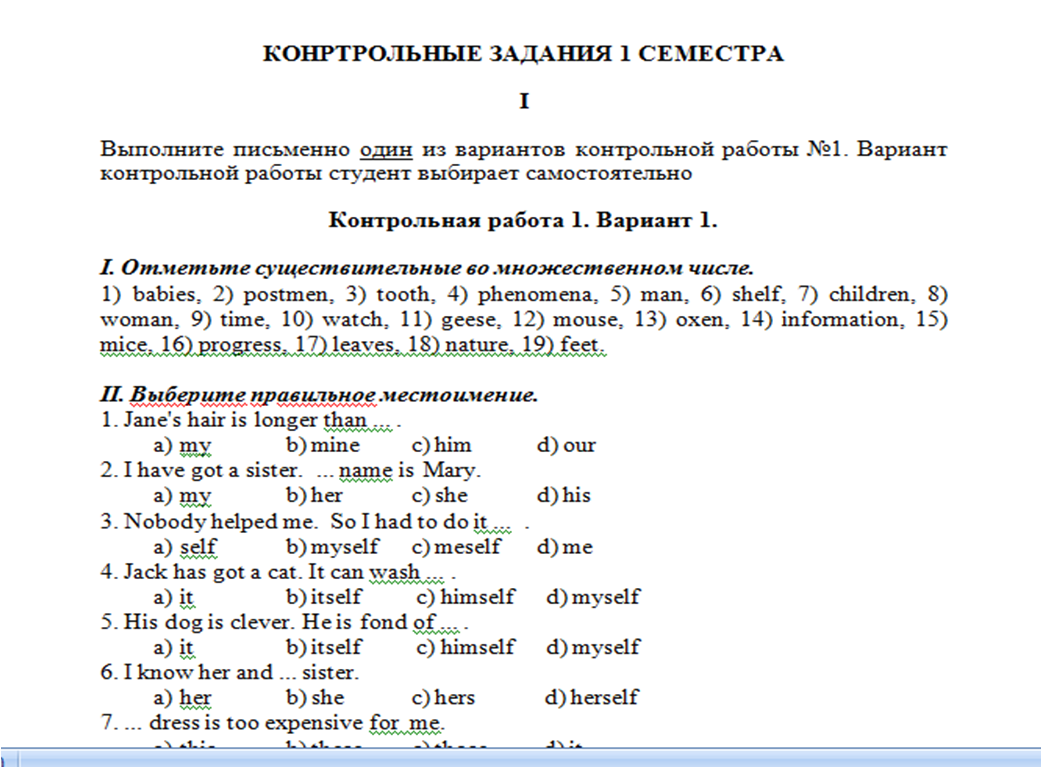 КОНРТРОЛЬНЫЕ ЗАДАНИЯ 1 СЕМЕСТРА
I
Выполните письменно один из вариантов контрольной работы №1. Вариант
контрольной работы студент выбирает самостоятельно
Контрольная работа 1. Вариант 1.
I. Отметьте существительные во множественном числе.
1) babies, 2) postmen, 3) tooth, 4) phenomena, 5) man, 6) shelf, 7) children, 8)
woman, 9) time, 10) watch, 11) geese, 12) mouse, 13) oxen, 14) information, 15)
mice, 16) progress, 17) leaves, 18) nature, 19) feet.
II. Выберите правильное местоимение.
1. Jane's hair is longer than ... .
a) my b) mine c) him d) our
2. I have got a sister. ... name is Mary.
a) my b) her c) she d) his
3. Nobody helped me. So I had to do it ... .
a) self b) myself c) meself d) me
4. Jack has got a cat. It can wash ... .
a) it b) itself c) himself d) myself
5. His dog is clever. He is fond of ... .
a) it b) itself c) himself d) myself
6. I know her and ... sister.
a) her b) she c) hers d) herself
7. ... dress is too expensive for me.